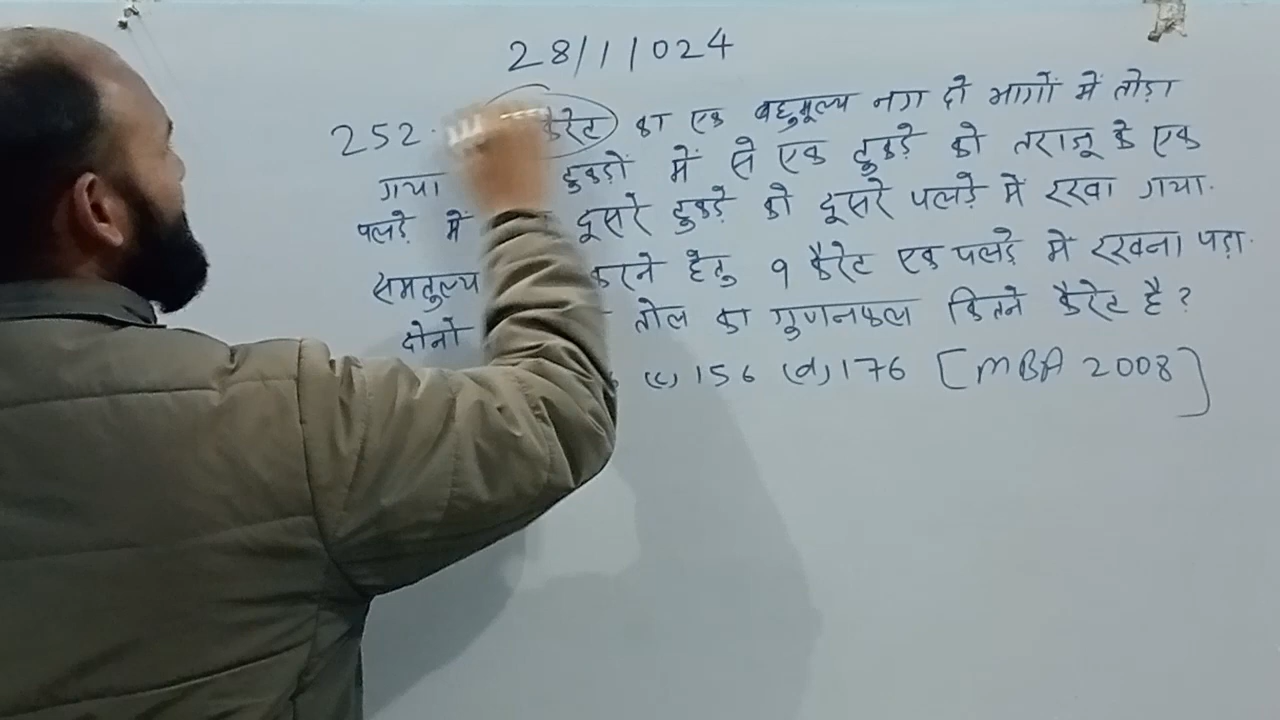 28/1/024
252. कैरेट का एक बहुमूल्य नग दो भागों में तोड़ा
गया टुकड़ों में से एक टुकड़े को तराजू के एक
पलड़े में दूसरे टुकड़े को दूसरे पलड़े में रखा गया.
समतुल्य करने हेतु 9 कैरेट एक पलड़े में रखना पड़ा.
दोनों तोल का गुणनफल कितने कैरेट है?
(c) 156 (d) 176 [MBA 2008]